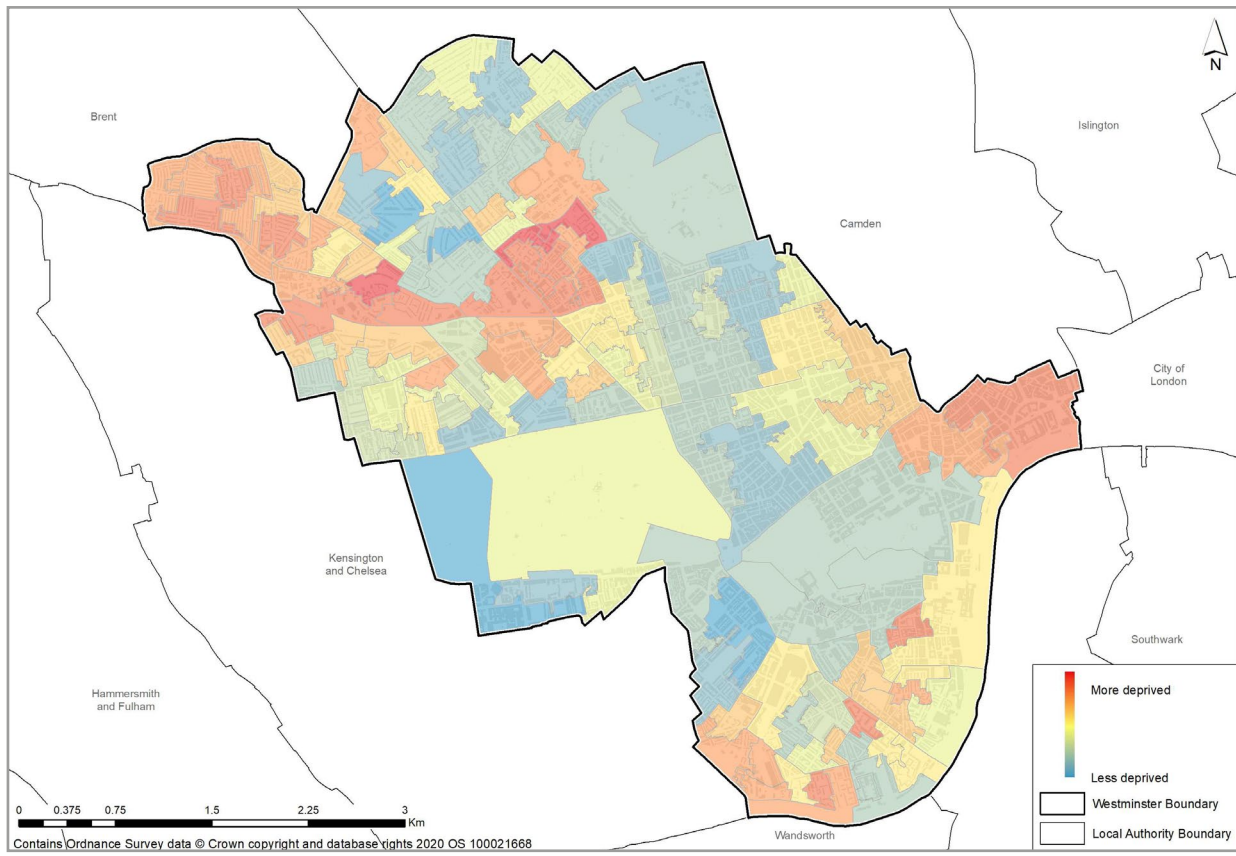 N
Brent
Islington
Camden
City of
London
Kensington
and Chelsea
Southwark
Hammersmith
and Fulham
More deprived
Less deprived
Westminster Boundary
Local Authority Boundary
0 0.375 0.75 1.5 2.25 3
Km
Wandsworth
Contains Ordnance Survey data © Crown copyright and database rights 2020 OS 100021668